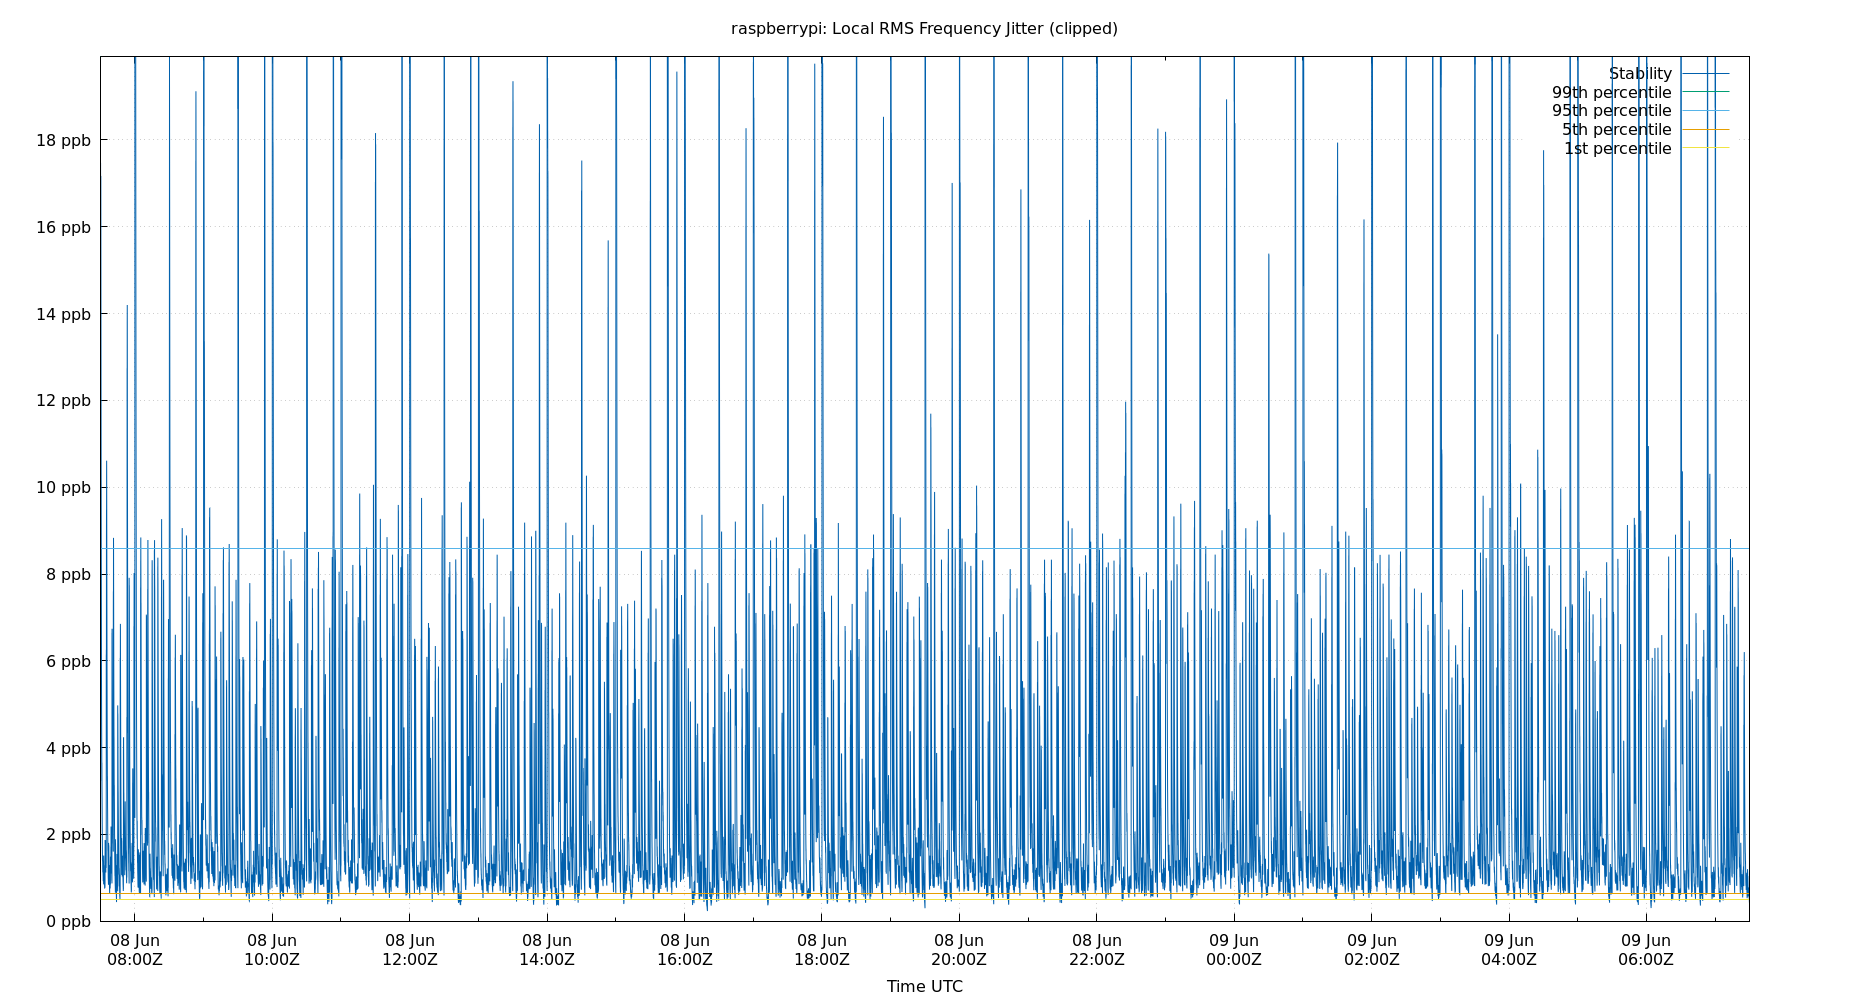 raspberrypi: Local RMS Frequency Jitter (clipped)
Stability
99th percentile
95th percentile
5th percentile
1st percentile
18 ppb
16 ppb
14 ppb
12 ppb
10 ppb
8 ppb
6 ppb
4 ppb
2 ppb
0 ppb
08 Jun 08 Jun 08 Jun 08 Jun 08 Jun 08 Jun 08 Jun 08 Jun 09 Jun 09 Jun 09 Jun 09 Jun
08:00Z 10:00Z 12:00Z 14:00Z 16:00Z 18:00Z 20:00Z 22:00Z 00:00Z 02:00Z 04:00Z 06:00Z
Time UTC